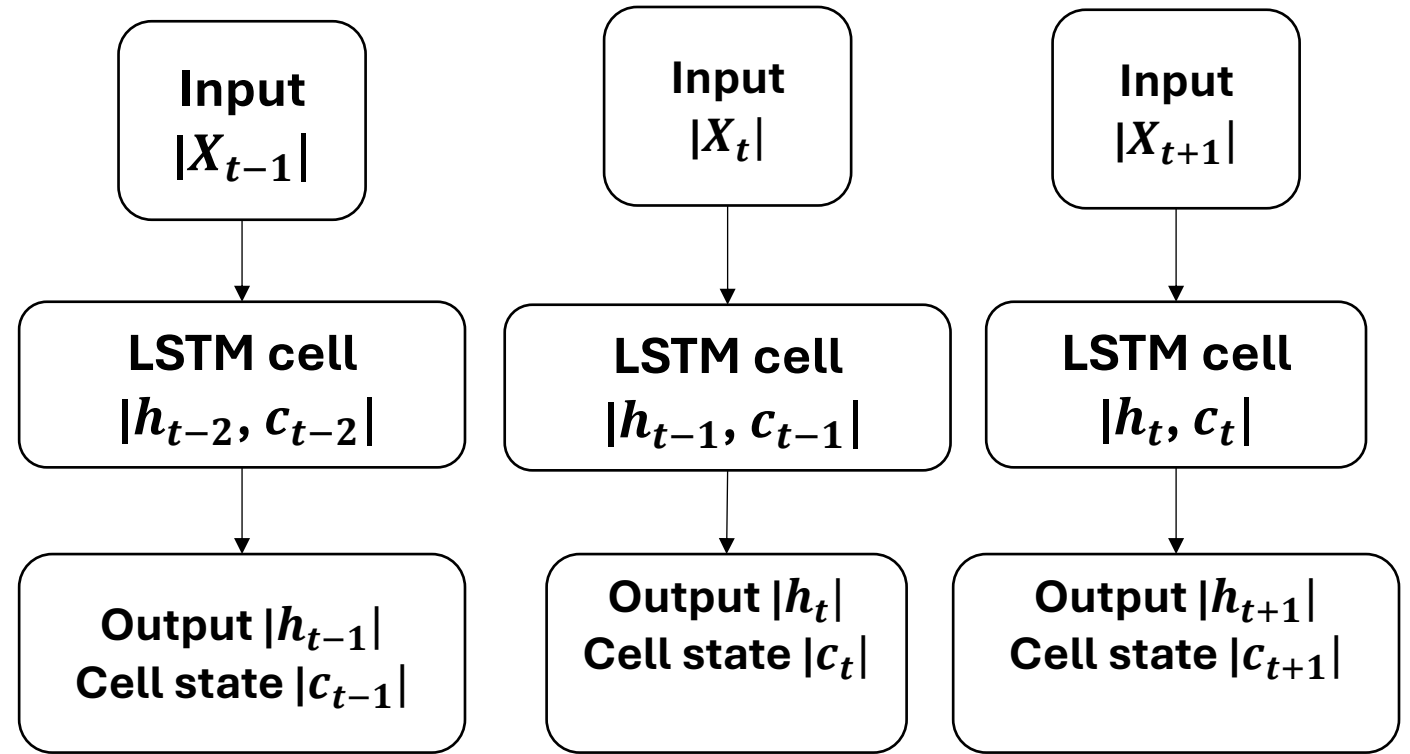 Input
|X_{t−1}|
LSTM cell
|h_{t−2}, c_{t−2}|
Output |h_{t−1}|
Cell state |c_{t−1}|
Input
|X_t|
LSTM cell
|h_{t−1}, c_{t−1}|
Output |h_t|
Cell state |c_t|
Input
|X_{t+1}|
LSTM cell
|h_t, c_t|
Output |h_{t+1}|
Cell state |c_{t+1}|